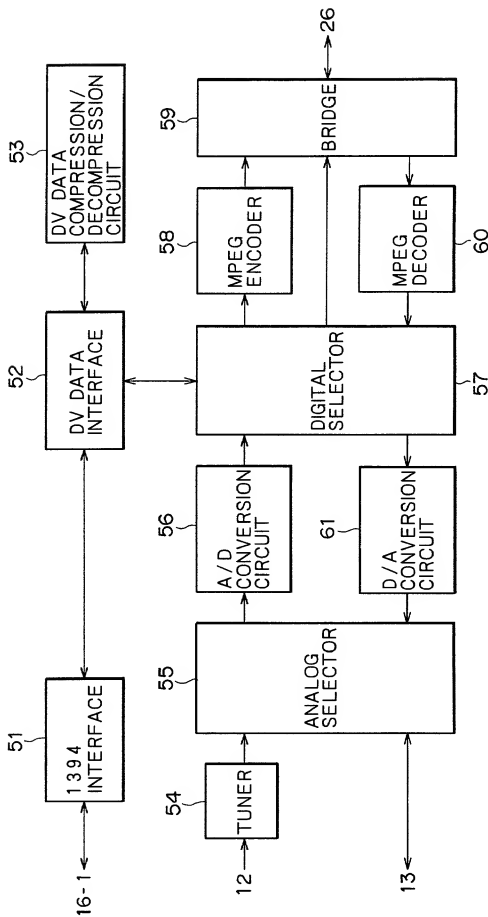 51
1394
INTERFACE
16-1
52
DV DATA
INTERFACE
53
DV DATA
COMPRESSION/
DECOMPRESSION
CIRCUIT
12
54
TUNER
13
55
ANALOG
SELECTOR
56
A/D
CONVERSION
CIRCUIT
61
D/A
CONVERSION
CIRCUIT
DIGITAL
SELECTOR
57
58
MPEG
ENCODER
MPEG
DECODER
60
59
BRIDGE
26